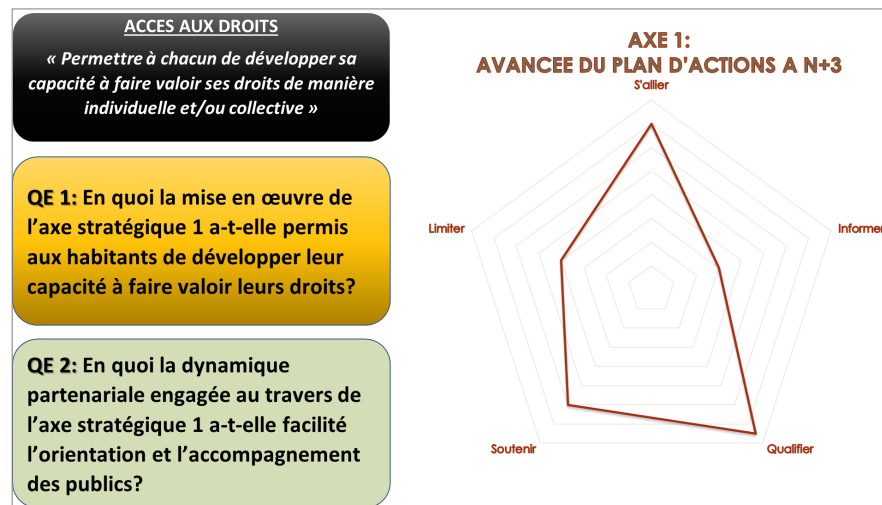 ACCES AUX DROITS
« Permettre à chacun de développer sa
capacité à faire valoir ses droits de manière
individuelle et/ou collective »
QE 1: En quoi la mise en œuvre de
l'axe stratégique 1 a-t-elle permis
aux habitants de développer leur
capacité à faire valoir leurs droits?
QE 2: En quoi la dynamique
partenariale engagée au travers de
l'axe stratégique 1 a-t-elle facilité
l'orientation et l'accompagnement
des publics?
AXE 1:
AVANCEE DU PLAN D'ACTIONS A N+3
S'allier
Informer
Qualifier
Soutenir
Limiter